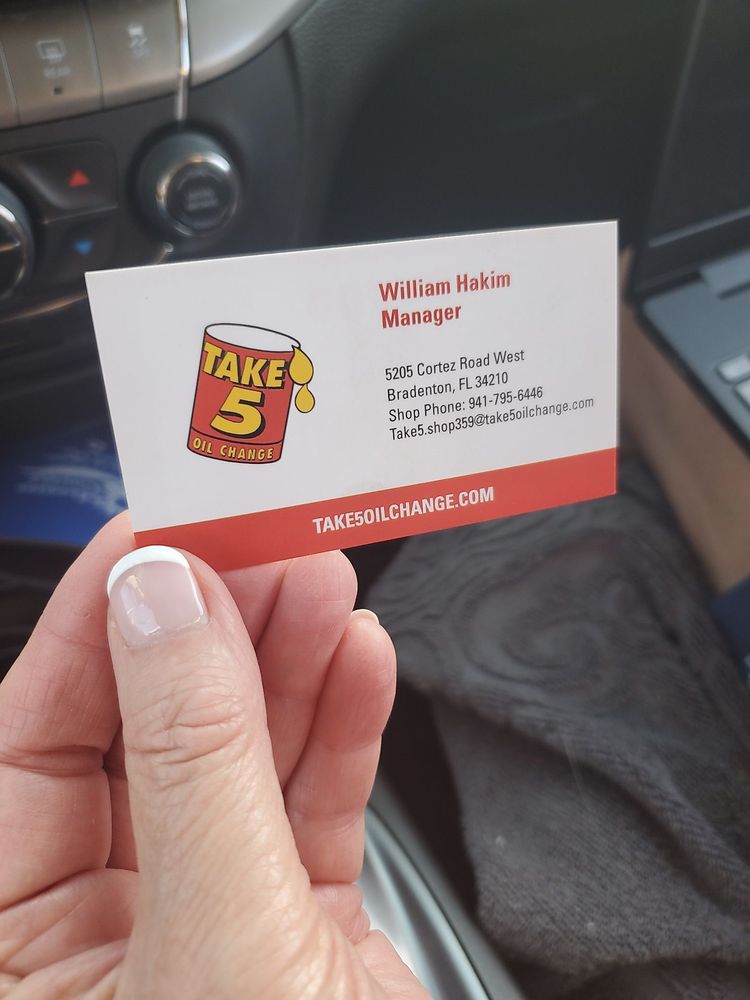 TAKE
5
OIL CHANGE
William Hakim
Manager
5205 Cortez Road West
Bradenton, FL 34210
Shop Phone: 941-795-6446
Take5.shop359@take5oilchange.com
TAKE5OILCHANGE.COM